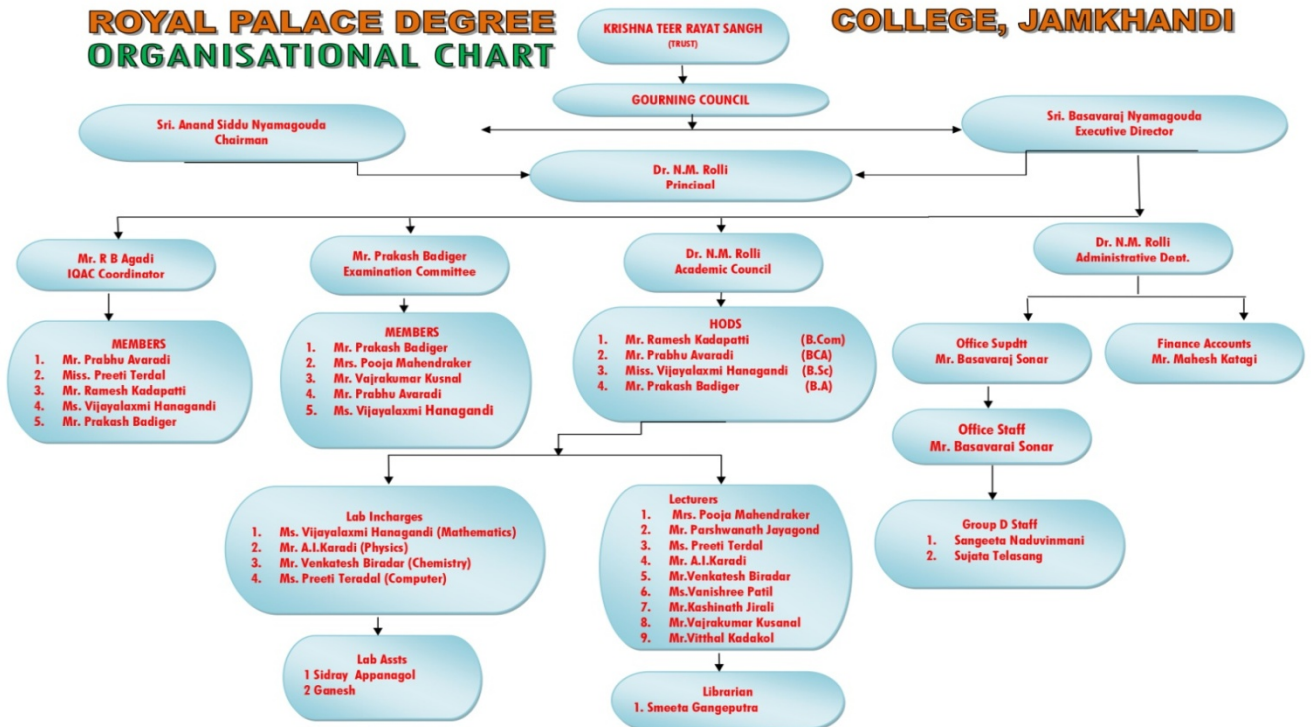 ROYAL PALACE DEGREE COLLEGE, JAMKHANDI
ORGANISATIONAL CHART
KRISHNA TEER RAYAT SANGH
(TRUST)
GOURNING COUNCIL
Sri. Anand Siddu Nyamagouda
Chairman
Sri. Basavaraj Nyamagouda
Executive Director
Dr. N.M. Rolli
Principal
Mr. R B Agadi
IQAC Coordinator
Mr. Prakash Badiger
Examination Committee
Dr. N.M. Rolli
Academic Council
Dr. N.M. Rolli
Administrative Dept.
MEMBERS
1. Mr. Prabhu Avaradi
2. Miss. Preeti Terdal
3. Mr. Ramesh Kadapatti
4. Ms. Vijayalaxmi Hanagandi
5. Mr. Prakash Badiger
MEMBERS
1. Mr. Prakash Badiger
2. Mrs. Pooja Mahendraker
3. Mr. Vajrakumar Kusnal
4. Mr. Prabhu Avaradi
5. Ms. Vijayalaxmi Hanagandi
HODS
1. Mr. Ramesh Kadapatti (B.Com)
2. Mr. Prabhu Avaradi (BCA)
3. Miss. Vijayalaxmi Hanagandi (B.Sc)
4. Mr. Prakash Badiger (B.A)
Office Supdtt
Mr. Basavaraj Sonar
Finance Accounts
Mr. Mahesh Katagi
Office Staff
Mr. Basavarai Sonar
Group D Staff
1. Sangeeta Naduvinmani
2. Sujata Telasang
Lab Incharges
1. Ms. Vijayalaxmi Hanagandi (Mathematics)
2. Mr. A.I.Karadi (Physics)
3. Mr. Venkatesh Biradar (Chemistry)
4. Ms. Preeti Teradal (Computer)
Lecturers
1. Mrs. Pooja Mahendraker
2. Mr. Parshwanath Jayagond
3. Ms. Preeti Terdal
4. Mr. A.I.Karadi
5. Mr.Venkatesh Biradar
6. Ms.Vanishree Patil
7. Mr.Kashinath Jirali
8. Mr.Vajrakumar Kusanal
9. Mr.Vitthal Kadakol
Lab Assts
1 Sidray Appanagol
2 Ganesh
Librarian
1. Smeeta Gangeputra